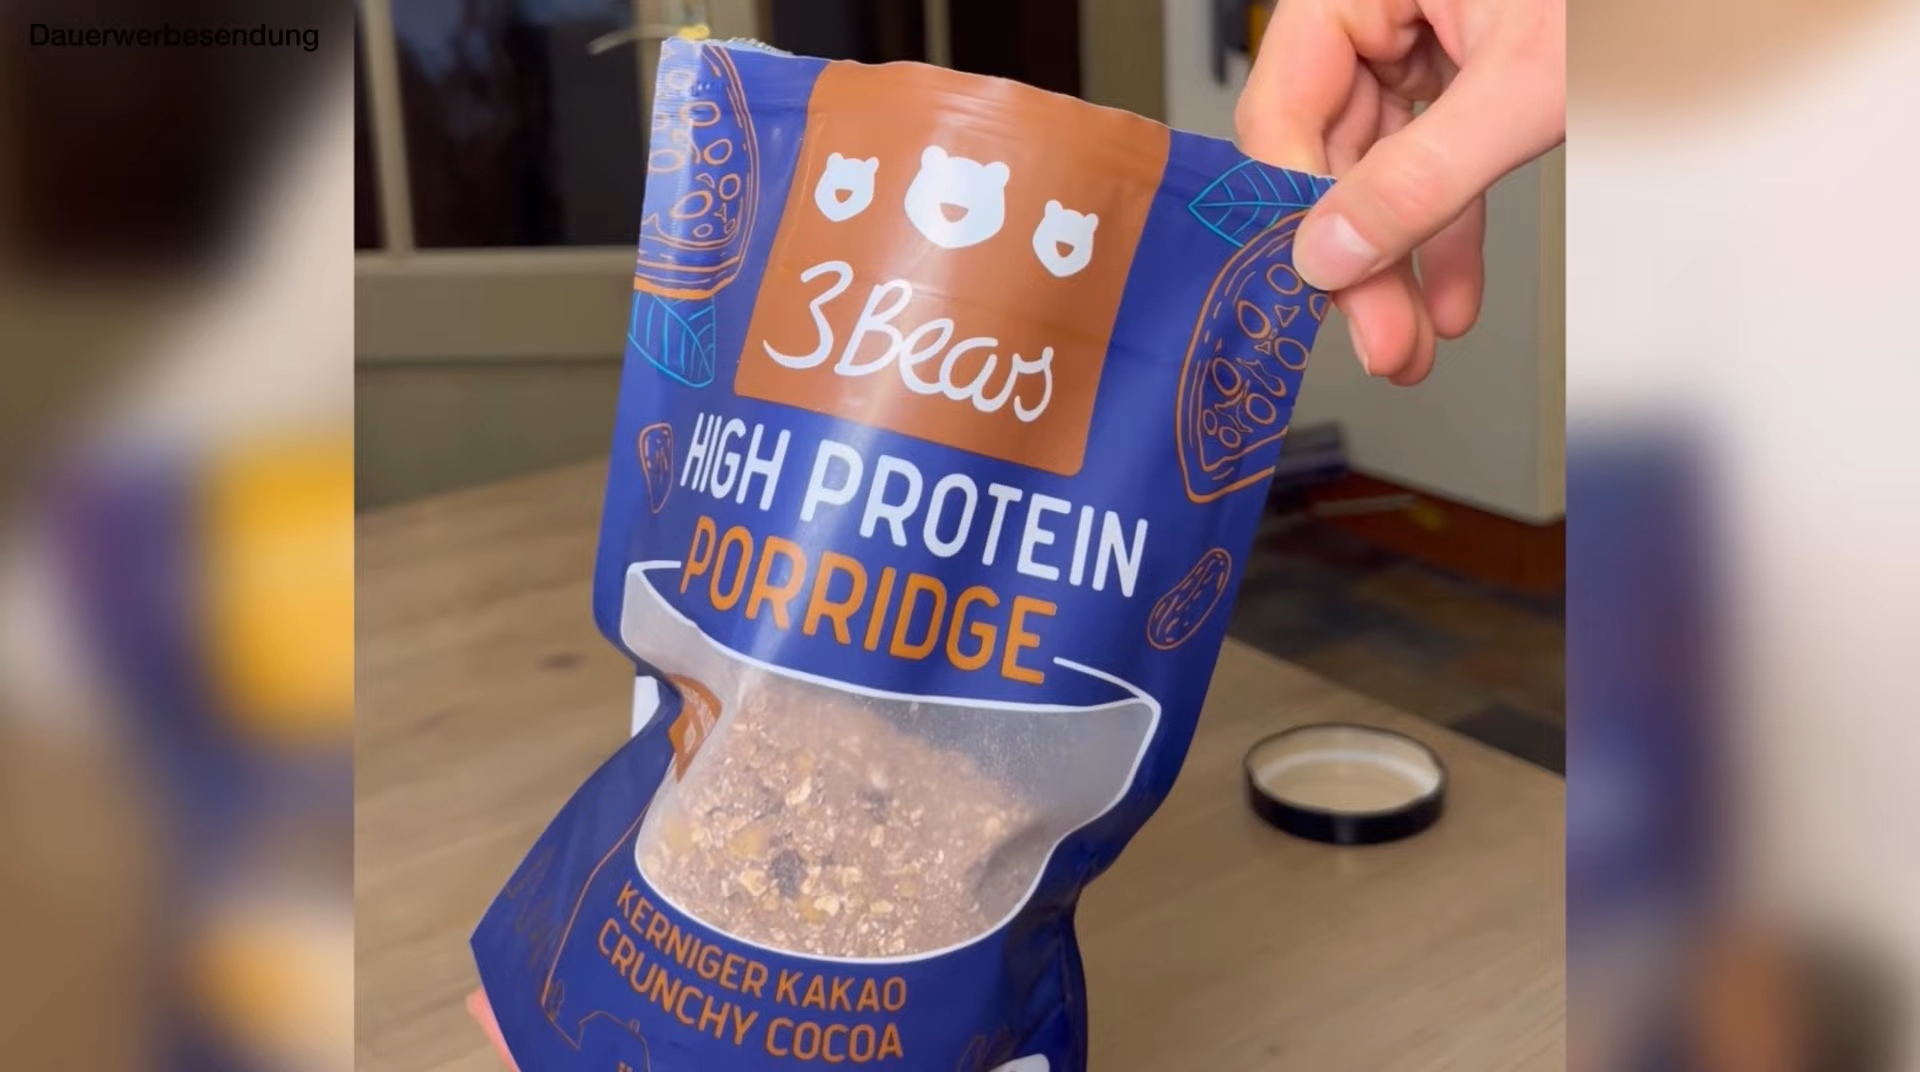 Dauerwerbesendung
3Bears
HIGH PROTEIN
PORRIDGE
KERNIGER KAKAO
CRUNCHY COCOA